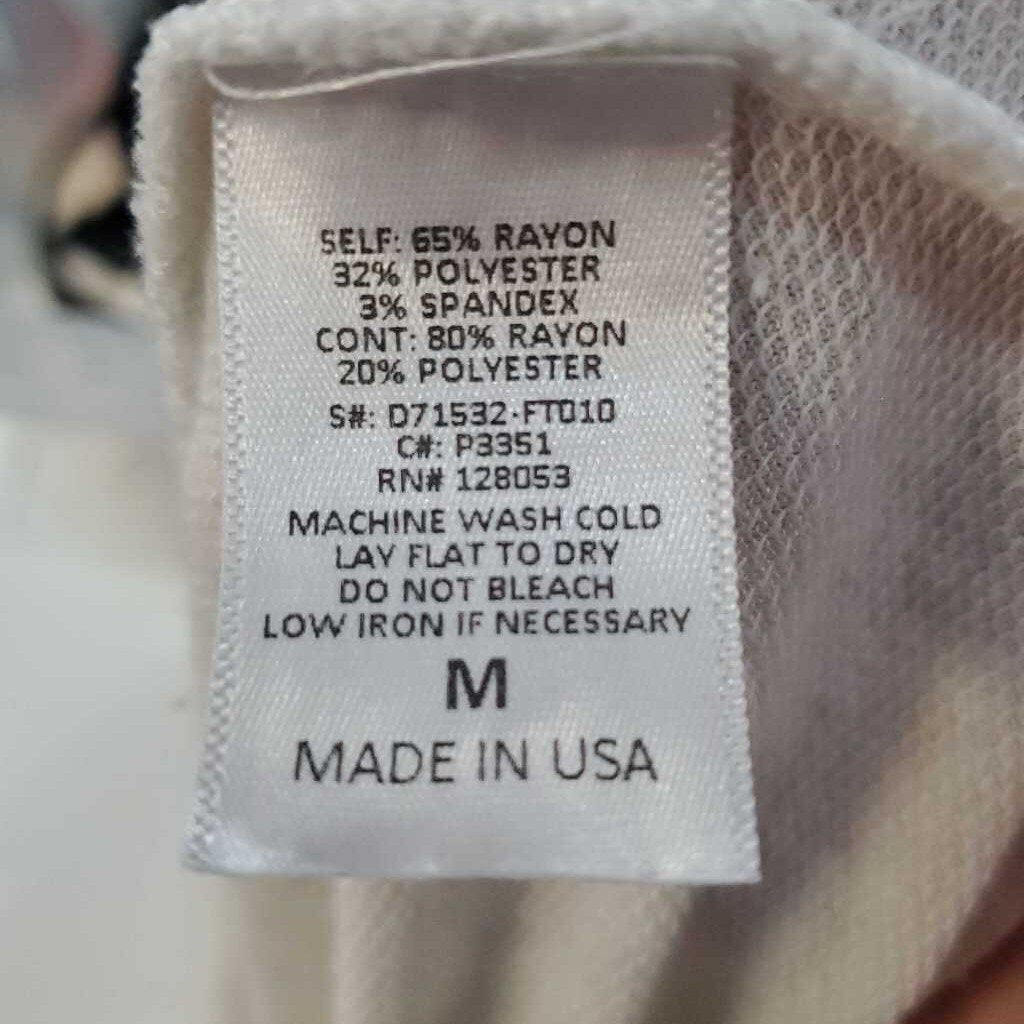 SELF: 65% RAYON
32% POLYESTER
3% SPANDEX
CONT: 80% RAYON
20% POLYESTER
S#: D71532-FT010
C#: P3351
RN# 128053
MACHINE WASH COLD
LAY FLAT TO DRY
DO NOT BLEACH
LOW IRON IF NECESSARY
M
MADE IN USA